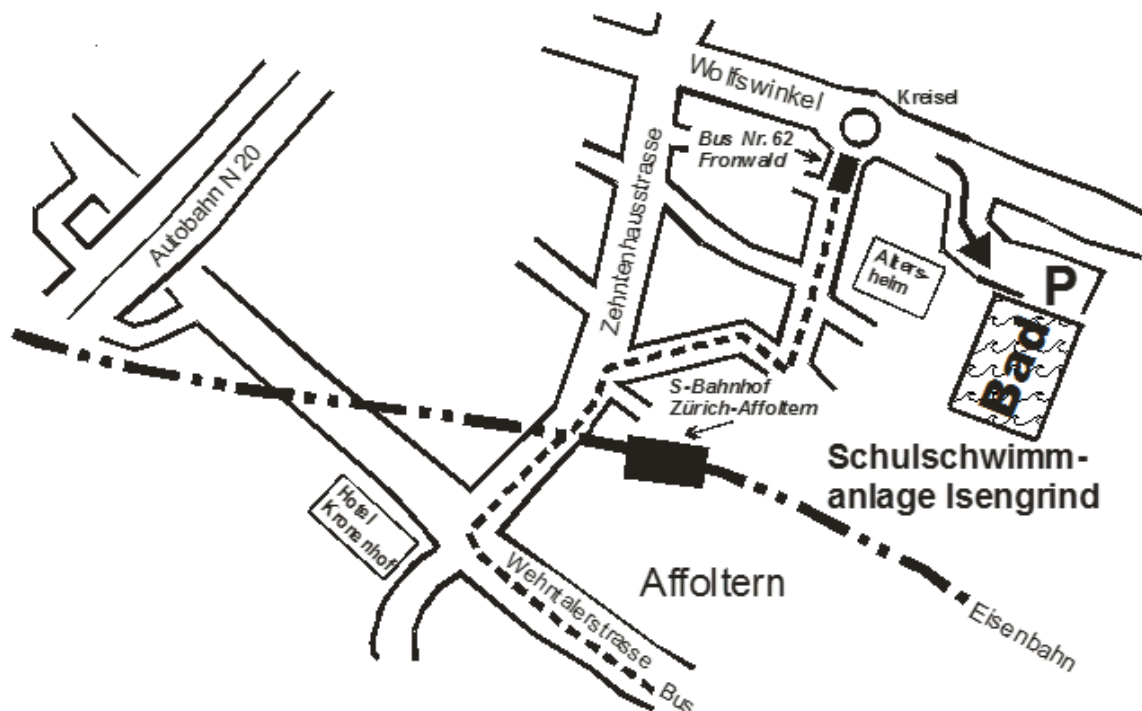 Wolfswinkel
Kreisel
Bus Nr. 62
Fronwald
Autobahn N 20
Zehntenhausstrasse
Alters-
heim
P
Bad
S-Bahnhof
Zürich-Affoltern
Schulschwimm-
anlage Isengrind
Hotel
Kronenhof
Wehntalerstrasse
Affoltern
Eisenbahn
Bus